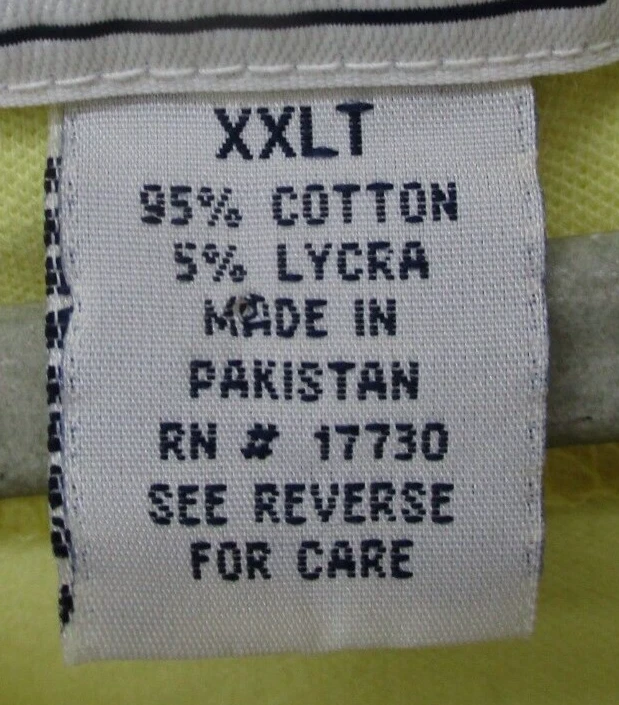 XXLT
95% COTTON
5% LYCRA
MADE IN
PAKISTAN
RN # 17730
SEE REVERSE
FOR CARE